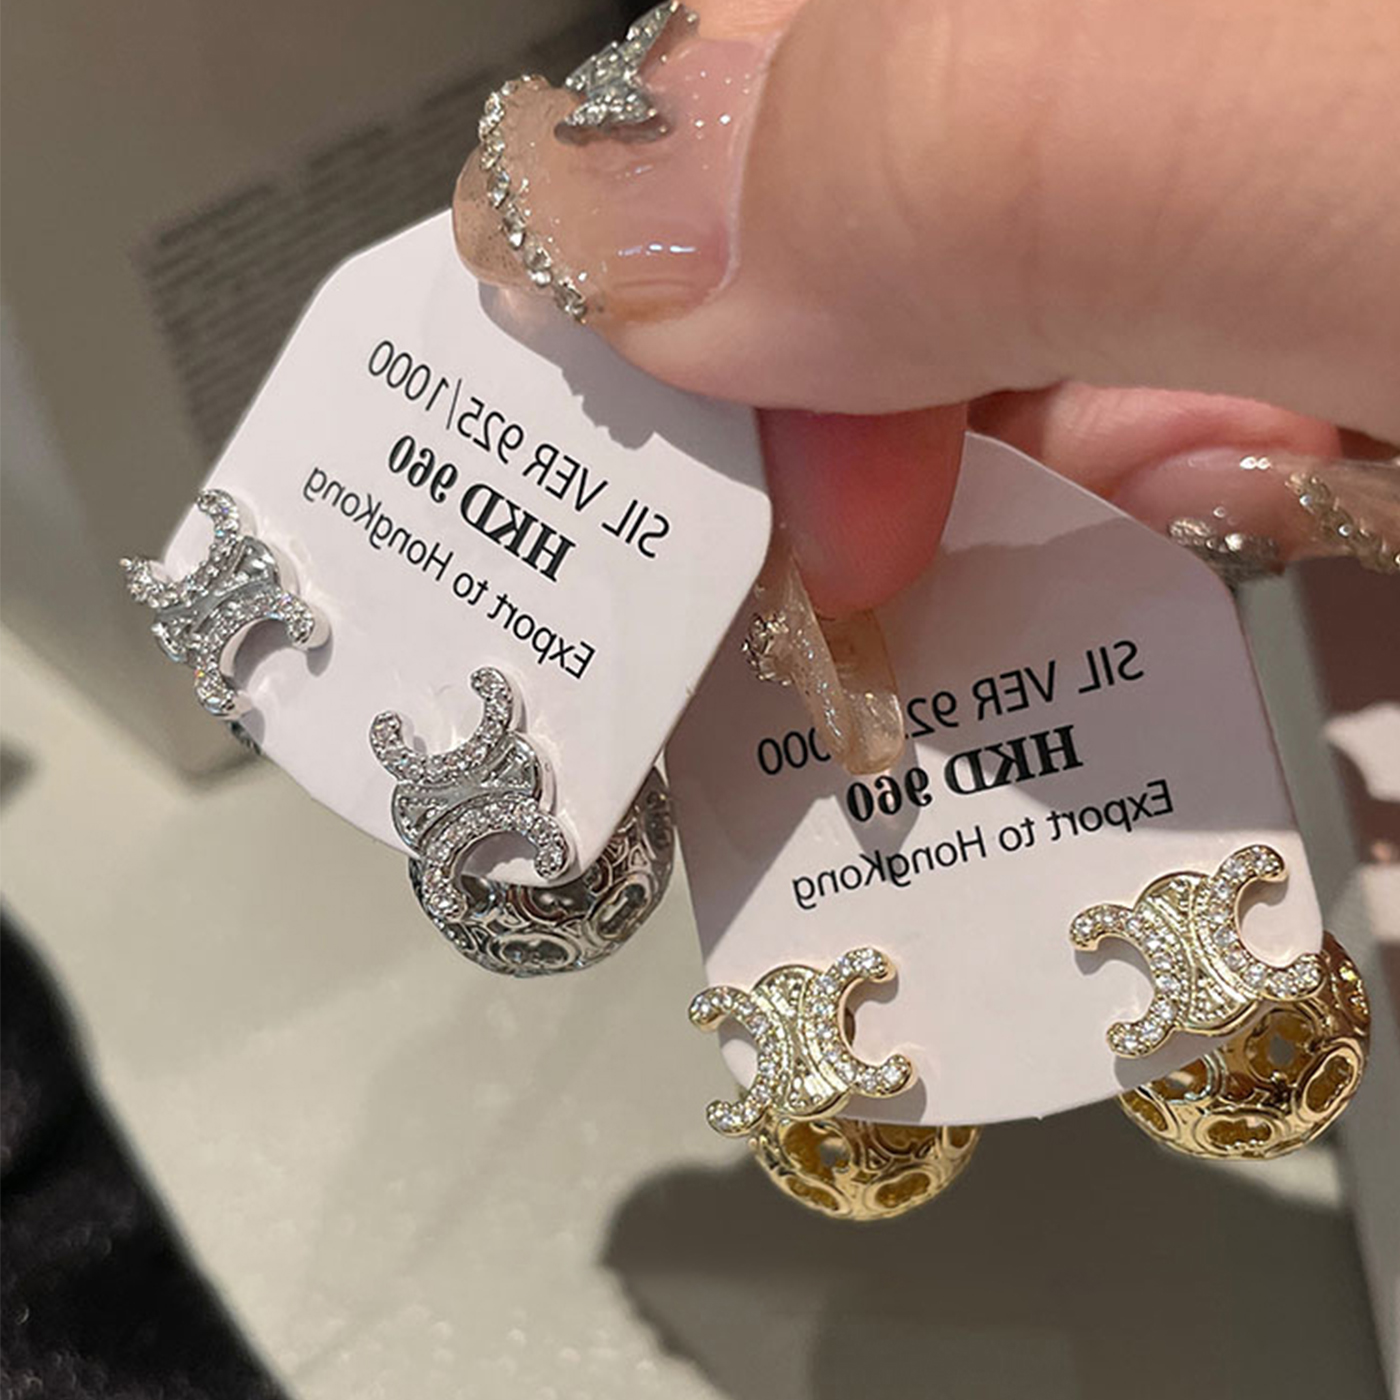 SIL VER 925/1000
HKD 960
Export to HongKong
SIL VER 92 000
HKD 960
Export to HongKong